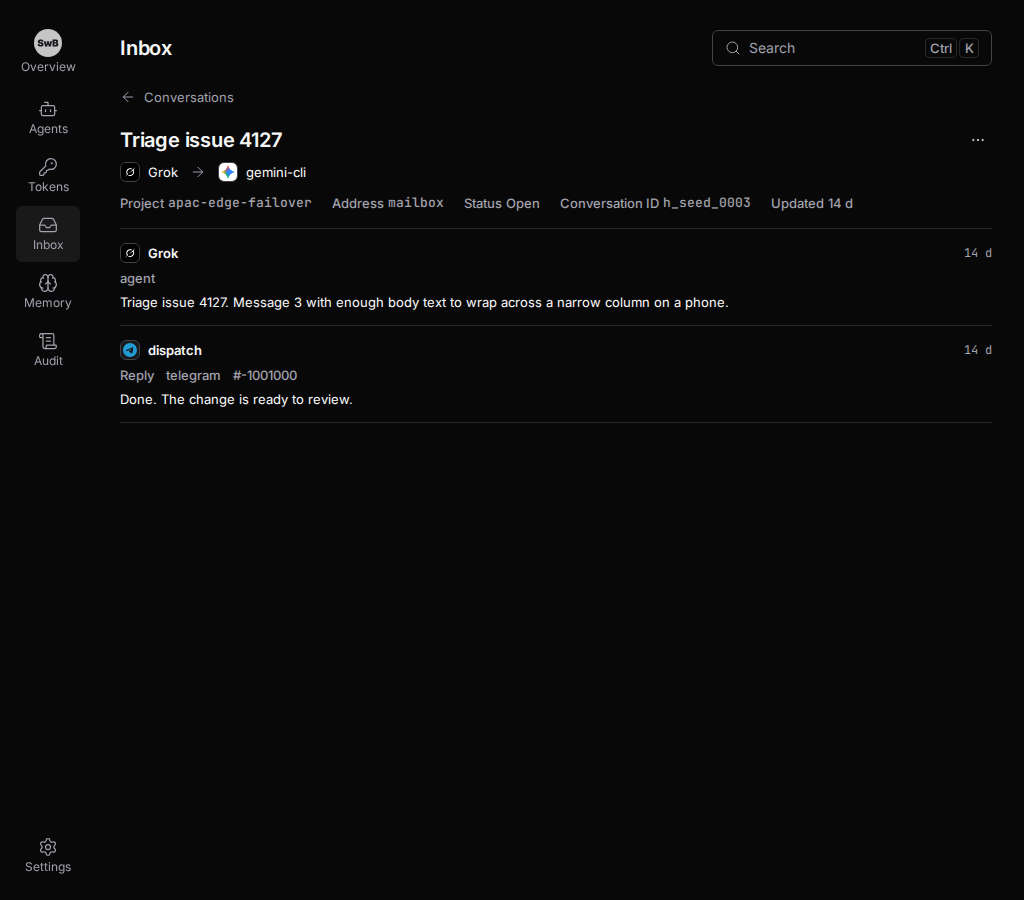 SwB
Overview
Agents
Tokens
Inbox
Memory
Audit
Settings
Inbox
Search Ctrl K
Conversations
Triage issue 4127
Grok gemini-cli
Project apac-edge-failover Address mailbox Status Open Conversation ID h_seed_0003 Updated 14 d
Grok 14 d
agent
Triage issue 4127. Message 3 with enough body text to wrap across a narrow column on a phone.
dispatch 14 d
Reply telegram #-1001000
Done. The change is ready to review.